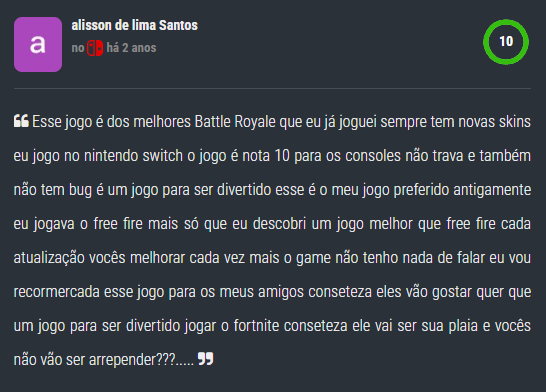 a
alisson de lima Santos
no há 2 anos
10
Esse jogo é dos melhores Battle Royale que eu já joguei sempre tem novas skins
eu jogo no nintendo switch o jogo é nota 10 para os consoles não trava e também
não tem bug é um jogo para ser divertido esse é o meu jogo preferido antigamente
eu jogava o free fire mais só que eu descobri um jogo melhor que free fire cada
atualização vocês melhorar cada vez mais o game não tenho nada de falar eu vou
recormercada esse jogo para os meus amigos conseteza eles vão gostar quer que
um jogo para ser divertido jogar o fortnite conseteza ele vai ser sua plaia e vocês
não vão ser arrepender???.....